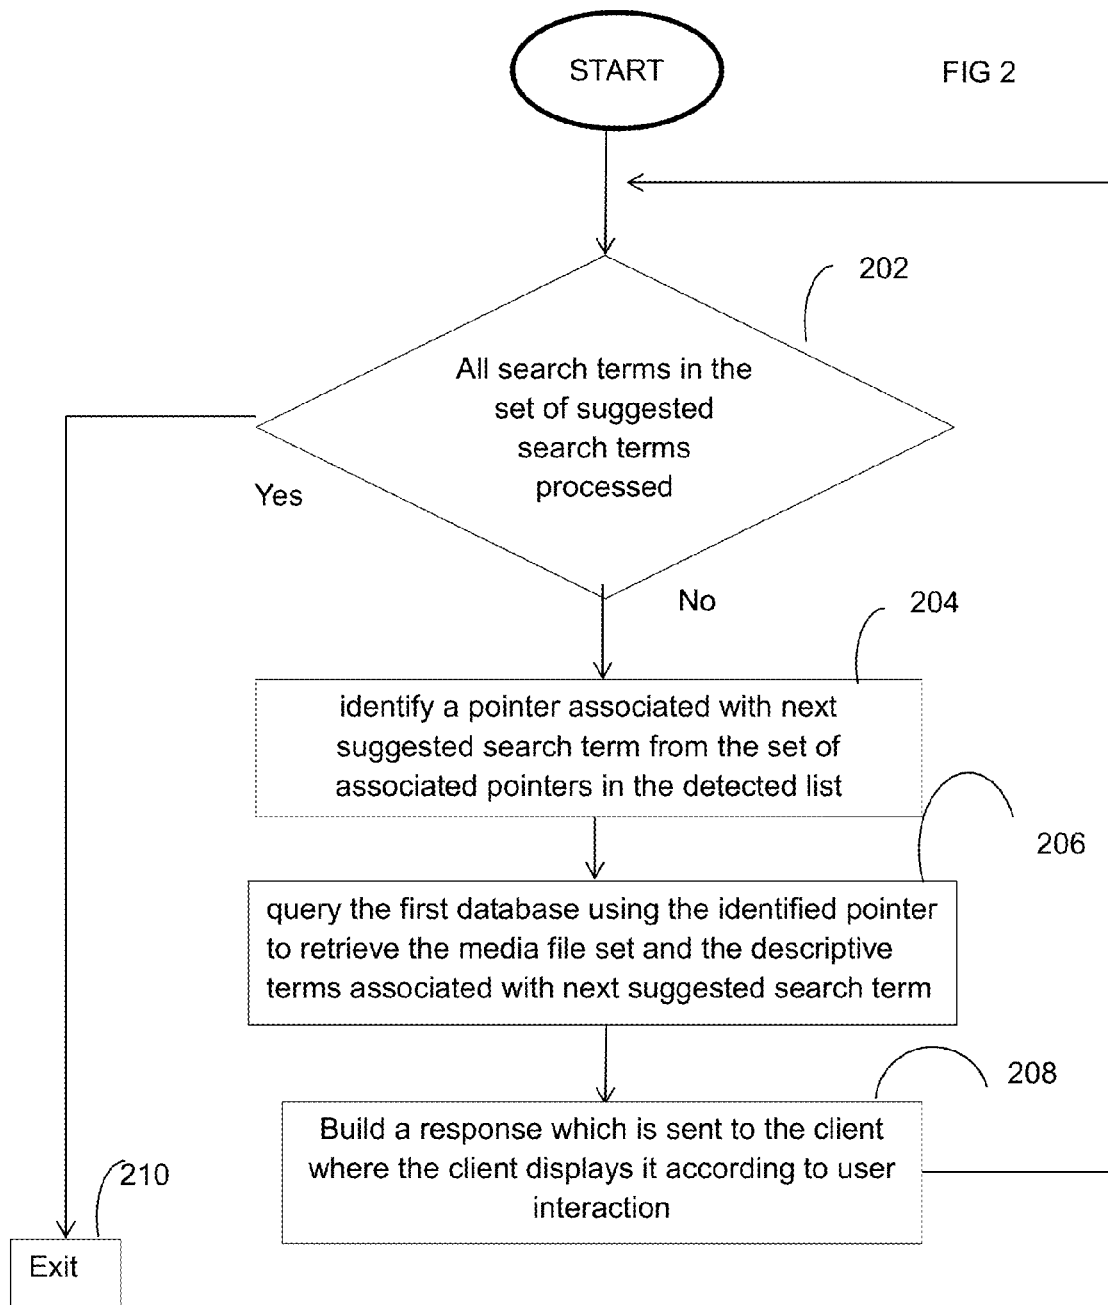 START
FIG 2
202
All search terms in the
set of suggested
search terms
processed
Yes
No
204
identify a pointer associated with next
suggested search term from the set of
associated pointers in the detected list
206
query the first database using the identified pointer
to retrieve the media file set and the descriptive
terms associated with next suggested search term
208
Build a response which is sent to the client
where the client displays it according to user
interaction
210
Exit